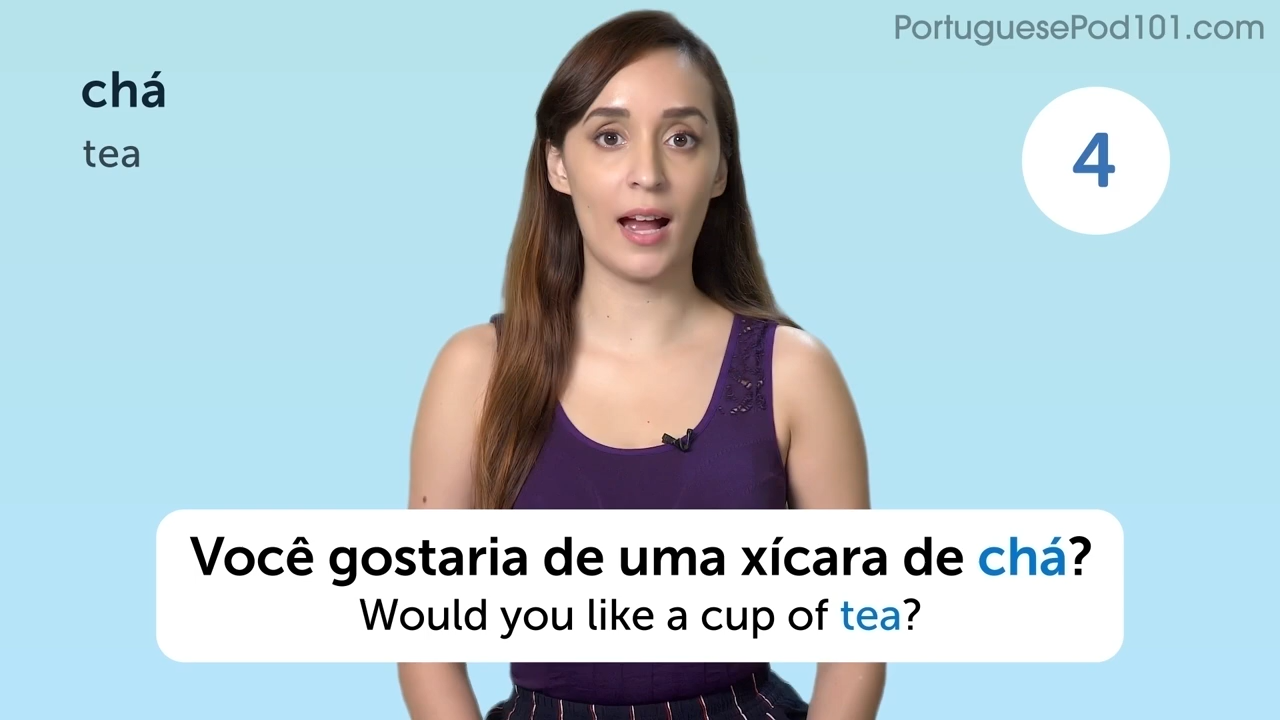 PortuguesePod101.com
chá
tea
4
Você gostaria de uma xícara de chá?
Would you like a cup of tea?